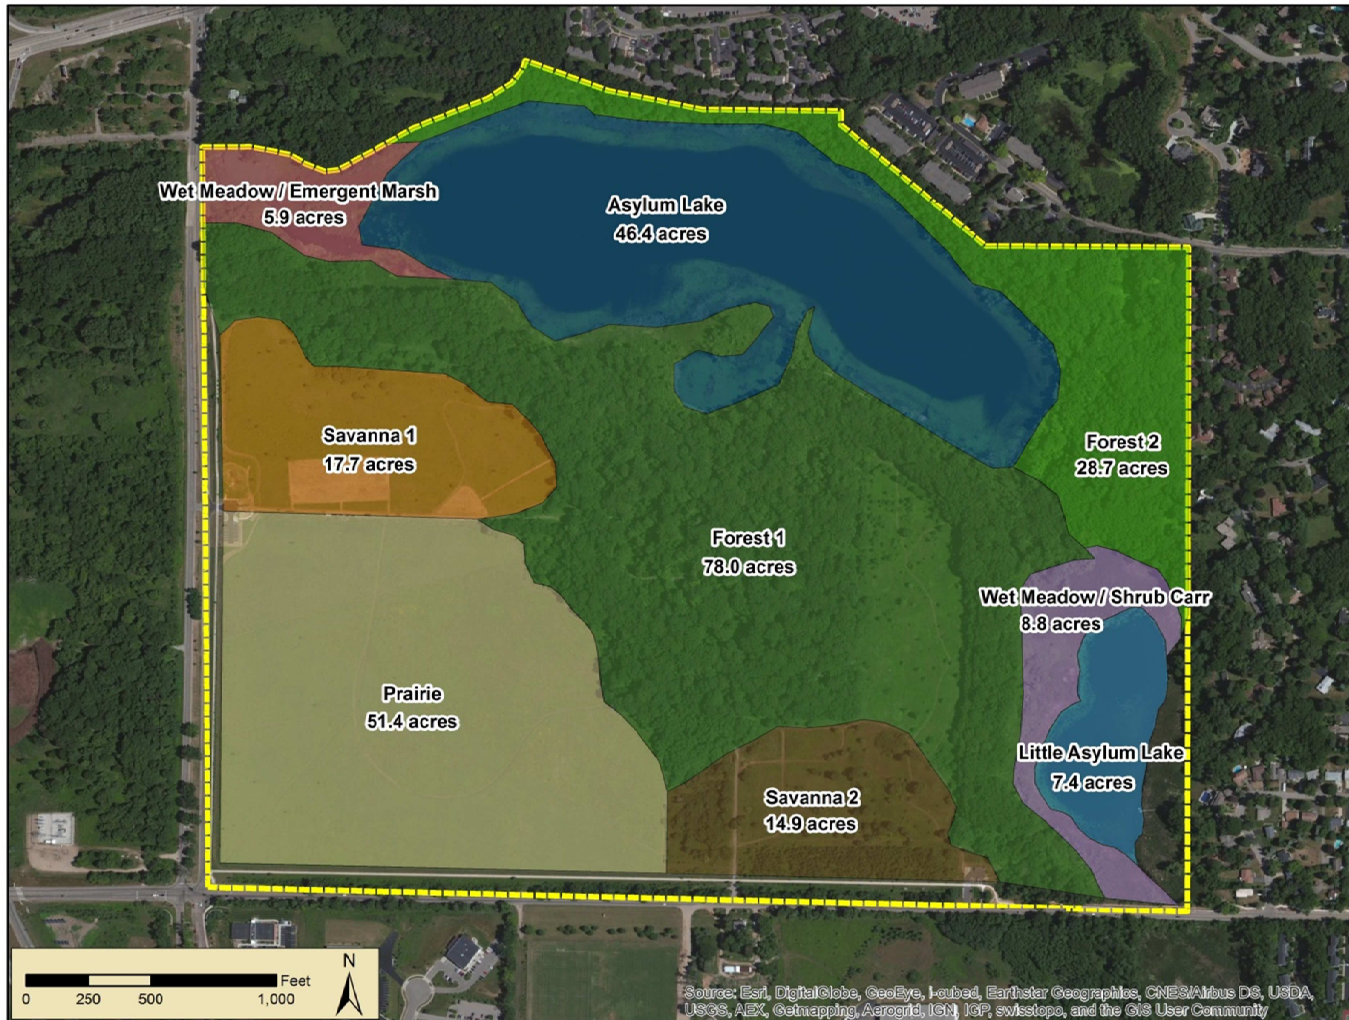 Wet Meadow / Emergent Marsh
5.9 acres
Asylum Lake
46.4 acres
Savanna 1
17.7 acres
Forest 2
28.7 acres
Forest 1
78.0 acres
Wet Meadow / Shrub Carr
8.8 acres
Prairie
51.4 acres
Little Asylum Lake
7.4 acres
Savanna 2
14.9 acres
N
Feet
0 250 500 1,000
Source: Esri, DigitalGlobe, GeoEye, i-cubed, Earthstar Geographics, CNES/Airbus DS, USDA,
USGS, AEX, Getmapping, Aerogrid, IGN, IGP, swisstopo, and the GIS User Community